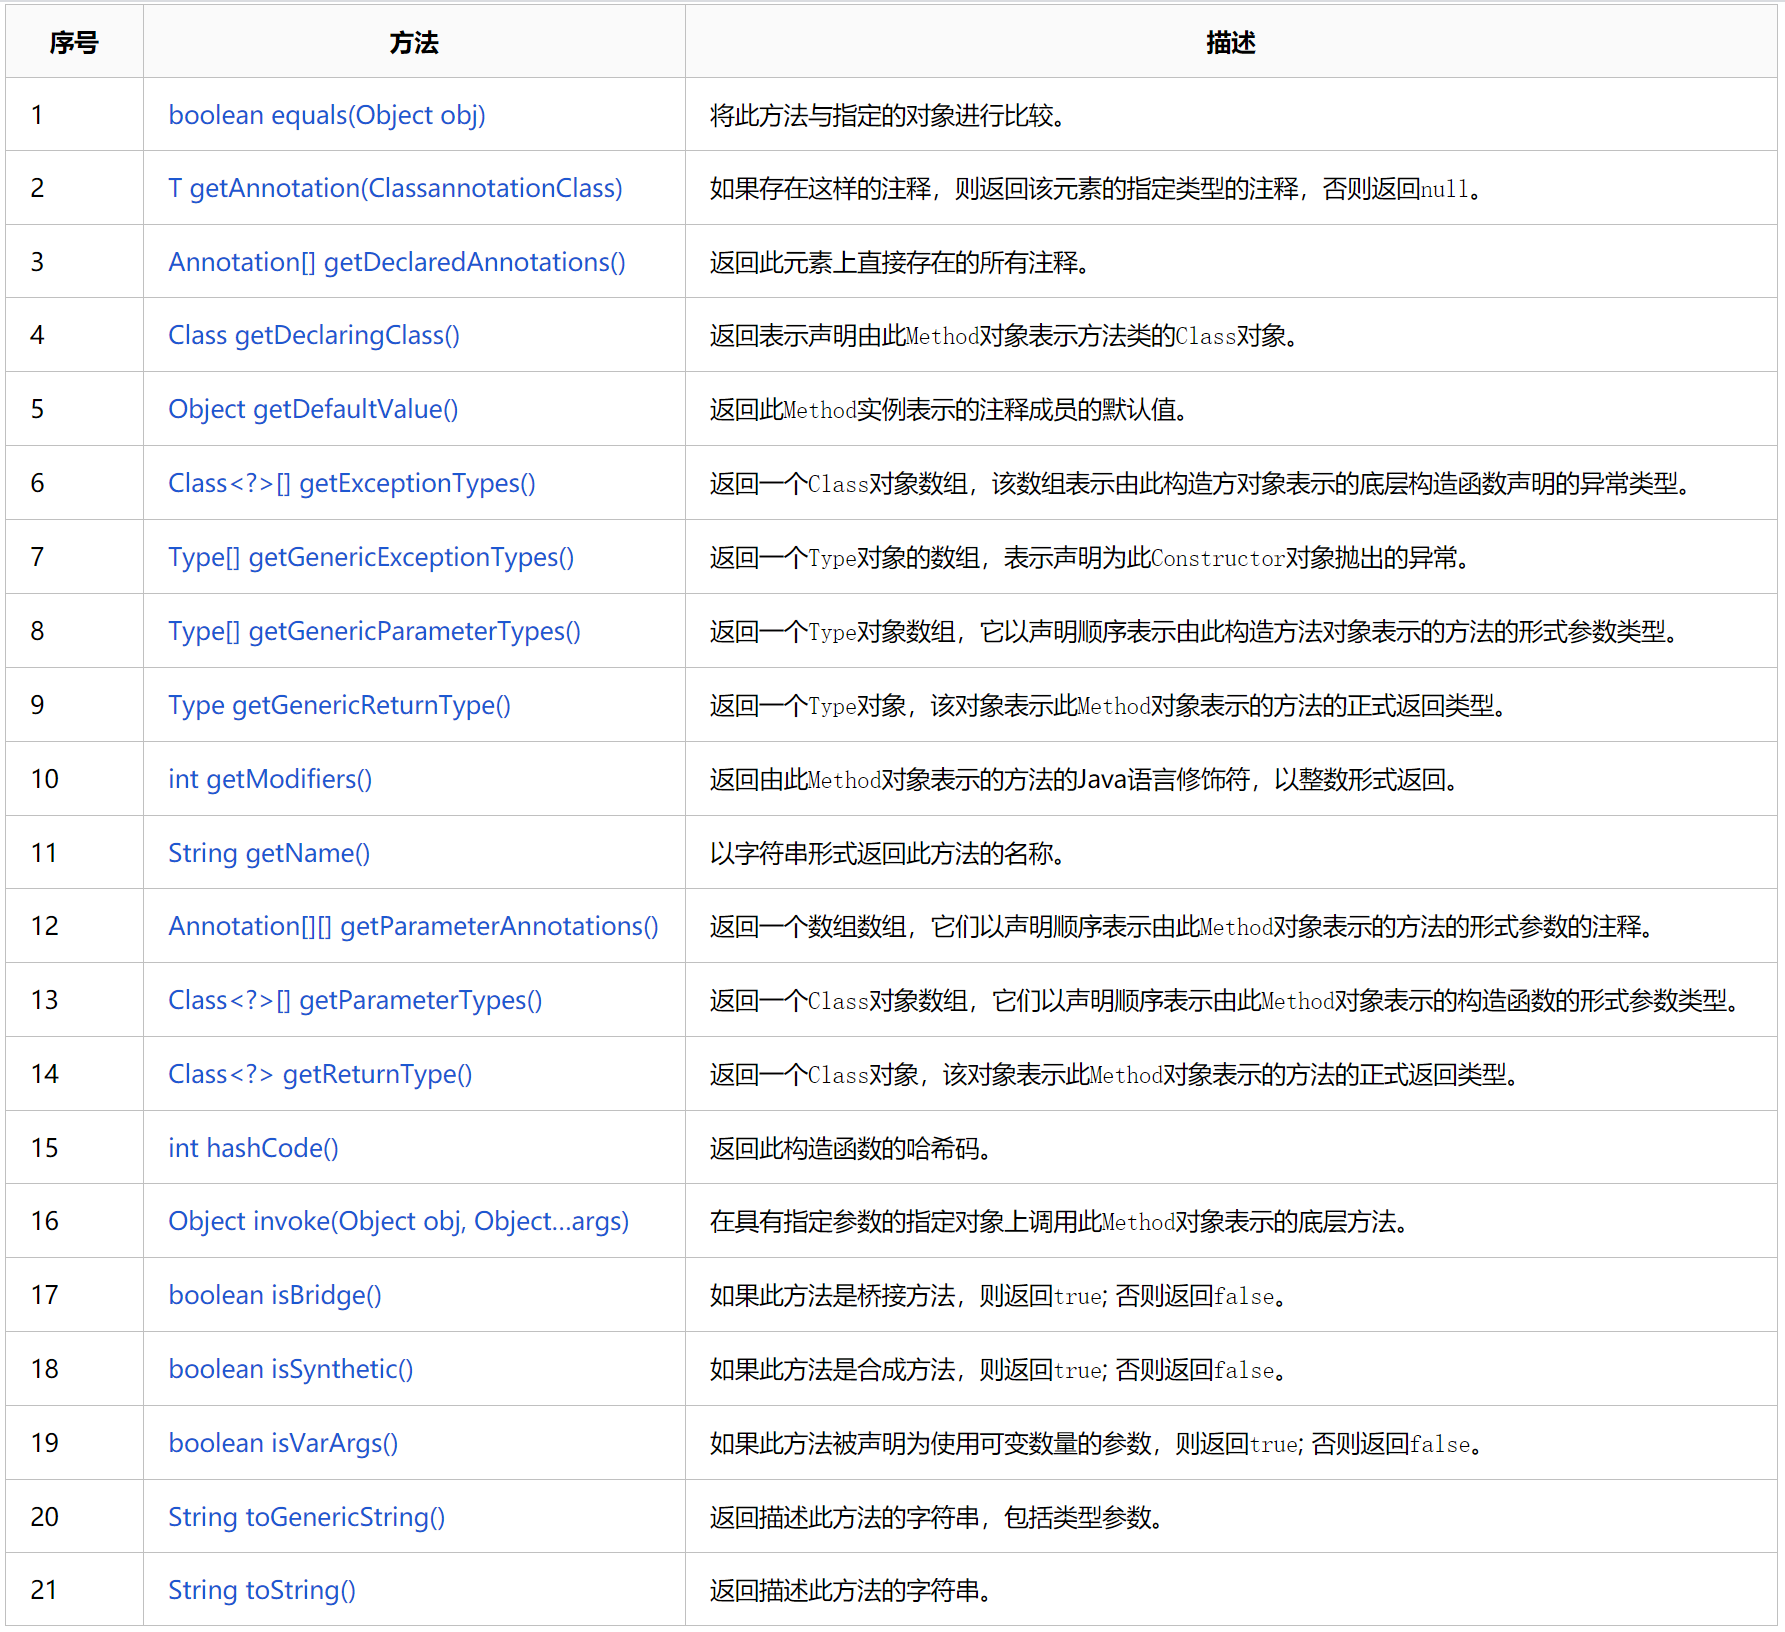 序号 方法 描述
1 boolean equals(Object obj) 将此方法与指定的对象进行比较。
2 T getAnnotation(ClassannotationClass) 如果存在这样的注释，则返回该元素的指定类型的注释，否则返回null。
3 Annotation[] getDeclaredAnnotations() 返回此元素上直接存在的所有注释。
4 Class getDeclaringClass() 返回表示声明由此Method对象表示方法类的Class对象。
5 Object getDefaultValue() 返回此Method实例表示的注释成员的默认值。
6 Class<?>[] getExceptionTypes() 返回一个Class对象数组，该数组表示由此构造方对象表示的底层构造函数声明的异常类型。
7 Type[] getGenericExceptionTypes() 返回一个Type对象的数组，表示声明为此Constructor对象抛出的异常。
8 Type[] getGenericParameterTypes() 返回一个Type对象数组，它以声明顺序表示由此构造方法对象表示的方法的形式参数类型。
9 Type getGenericReturnType() 返回一个Type对象，该对象表示此Method对象表示的方法的正式返回类型。
10 int getModifiers() 返回由此Method对象表示的方法的Java语言修饰符，以整数形式返回。
11 String getName() 以字符串形式返回此方法的名称。
12 Annotation[][] getParameterAnnotations() 返回一个数组数组，它们以声明顺序表示由此Method对象表示的方法的形式参数的注释。
13 Class<?>[] getParameterTypes() 返回一个Class对象数组，它们以声明顺序表示由此Method对象表示的构造函数的形式参数类型。
14 Class<?> getReturnType() 返回一个Class对象，该对象表示此Method对象表示的方法的正式返回类型。
15 int hashCode() 返回此构造函数的哈希码。
16 Object invoke(Object obj, Object...args) 在具有指定参数的指定对象上调用此Method对象表示的底层方法。
17 boolean isBridge() 如果此方法是桥接方法，则返回true; 否则返回false。
18 boolean isSynthetic() 如果此方法是合成方法，则返回true; 否则返回false。
19 boolean isVarArgs() 如果此方法被声明为使用可变数量的参数，则返回true; 否则返回false。
20 String toGenericString() 返回描述此方法的字符串，包括类型参数。
21 String toString() 返回描述此方法的字符串。